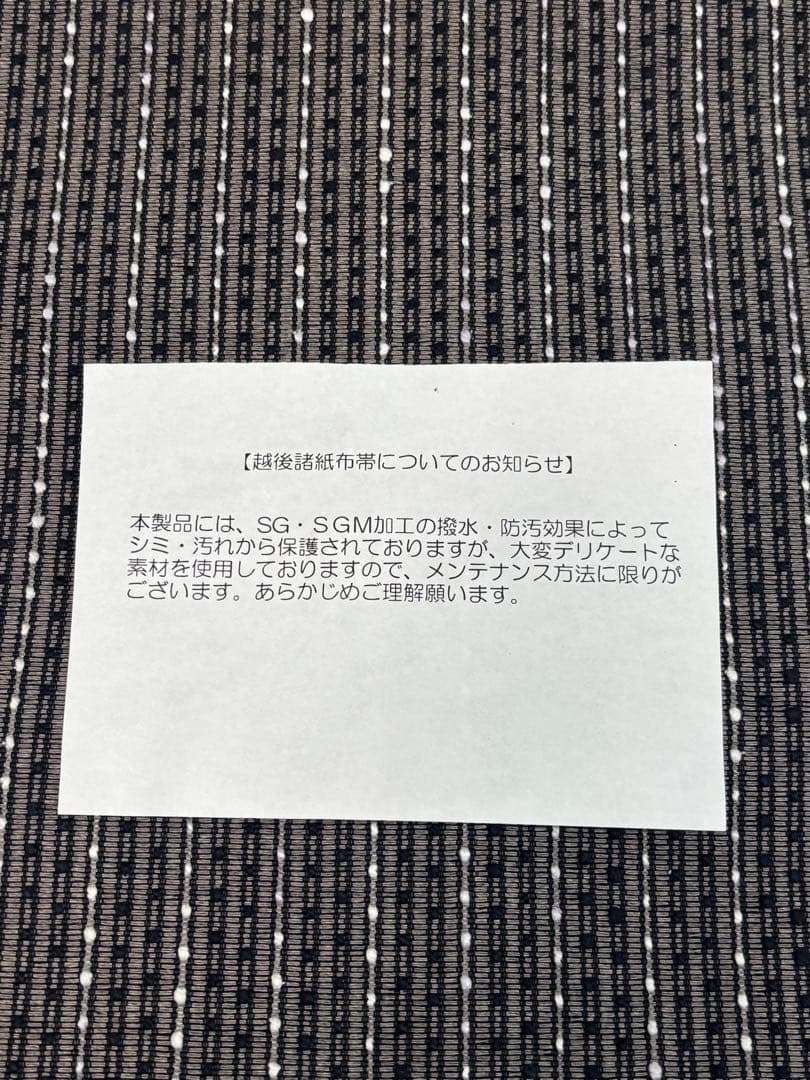 【越後諸紙布帯についてのお知らせ】
本製品には、SG・SGM加工の撥水・防汚効果によって
シミ・汚れから保護されておりますが、大変デリケートな
素材を使用しておりますので、メンテナンス方法に限りが
ございます。あらかじめご理解願います。